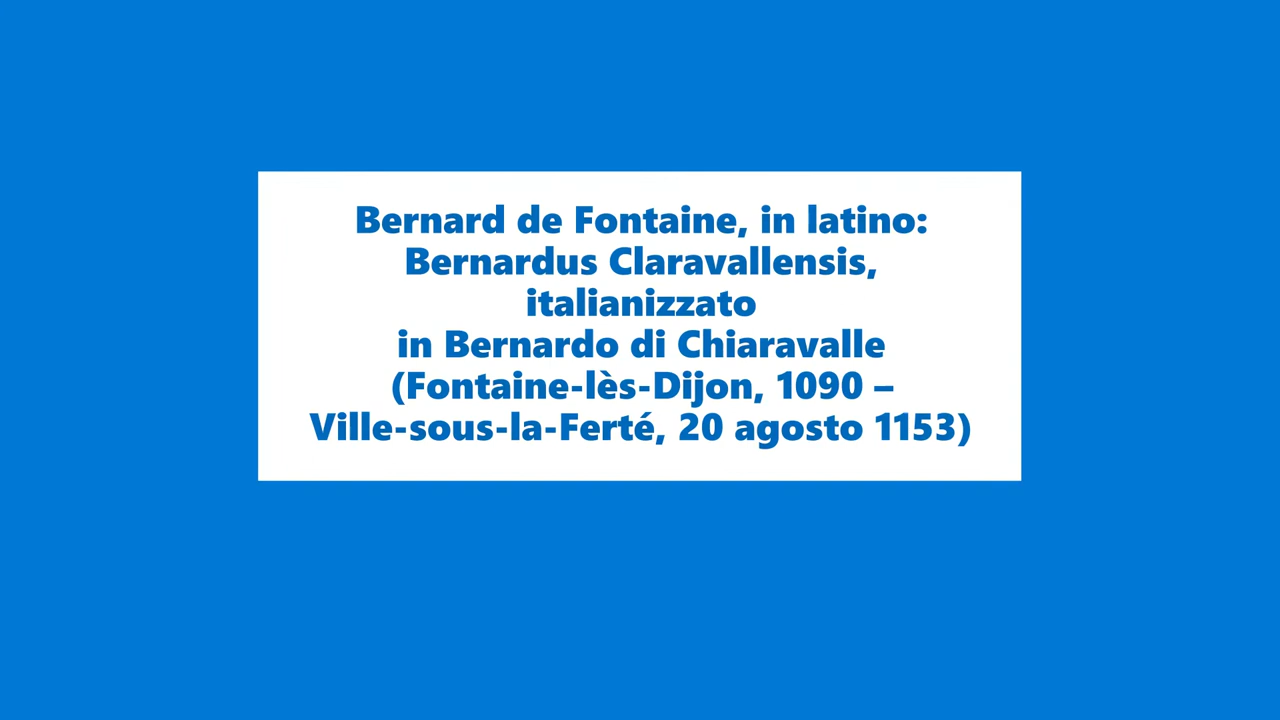 Bernard de Fontaine, in latino:
Bernardus Claravallensis,
italianizzato
in Bernardo di Chiaravalle
(Fontaine-lès-Dijon, 1090 –
Ville-sous-la-Ferté, 20 agosto 1153)